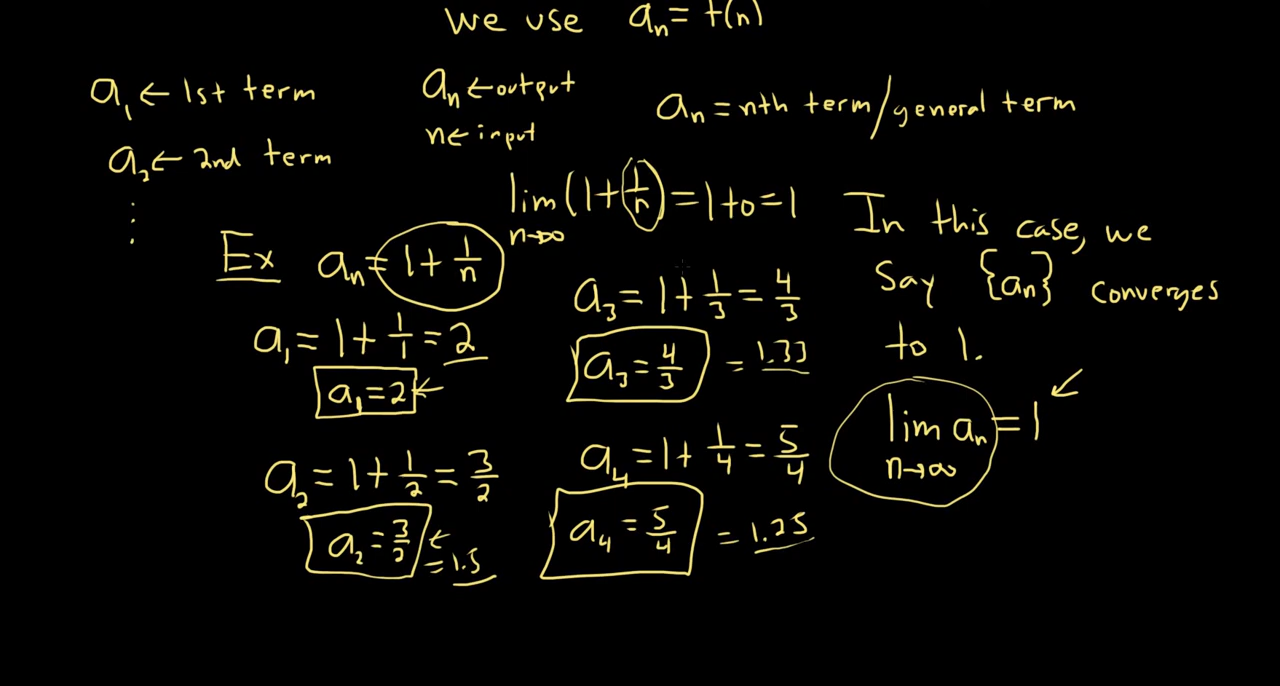 We use aₙ = f(n)
a₁ ← 1st term
a₂ ← 2nd term
⋮
aₙ ← output
n ← input
aₙ = nth term/general term
lim (1 + 1/n) = 1 + 0 = 1
n→∞
Ex aₙ = 1 + 1/n
a₁ = 1 + 1/1 = 2
a₁ = 2 ←
a₂ = 1 + 1/2 = 3/2
a₂ = 3/2 ←
= 1.5
a₃ = 1 + 1/3 = 4/3
a₃ = 4/3 = 1.33
a₄ = 1 + 1/4 = 5/4
a₄ = 5/4 = 1.25
In this case, we
Say {aₙ} converges
to 1.
lim aₙ = 1
n→∞